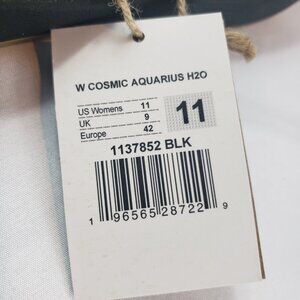 W COSMIC AQUARIUS H2O
US Womens 11
UK 9
Europe 42
11
1137852 BLK
1 96565 28722 9